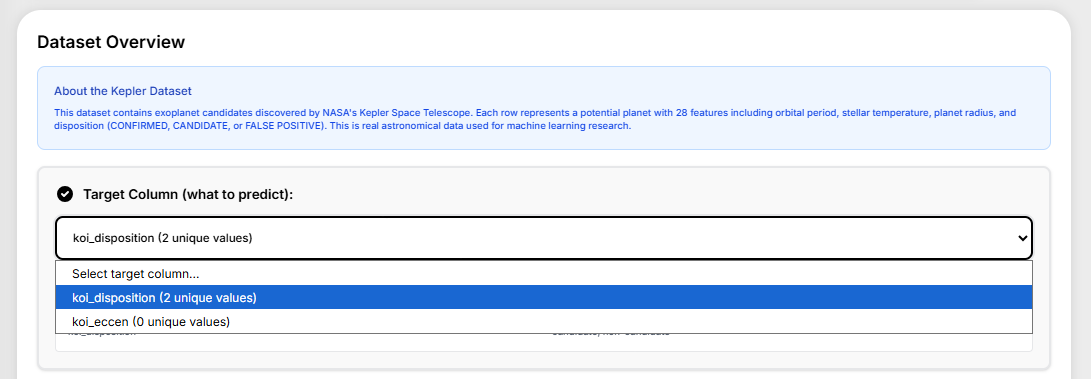 Dataset Overview
About the Kepler Dataset
This dataset contains exoplanet candidates discovered by NASA's Kepler Space Telescope. Each row represents a potential planet with 28 features including orbital period, stellar temperature, planet radius, and
disposition (CONFIRMED, CANDIDATE, or FALSE POSITIVE). This is real astronomical data used for machine learning research.
Target Column (what to predict):
koi_disposition (2 unique values)
Select target column...
koi_disposition (2 unique values)
koi_eccen (0 unique values)